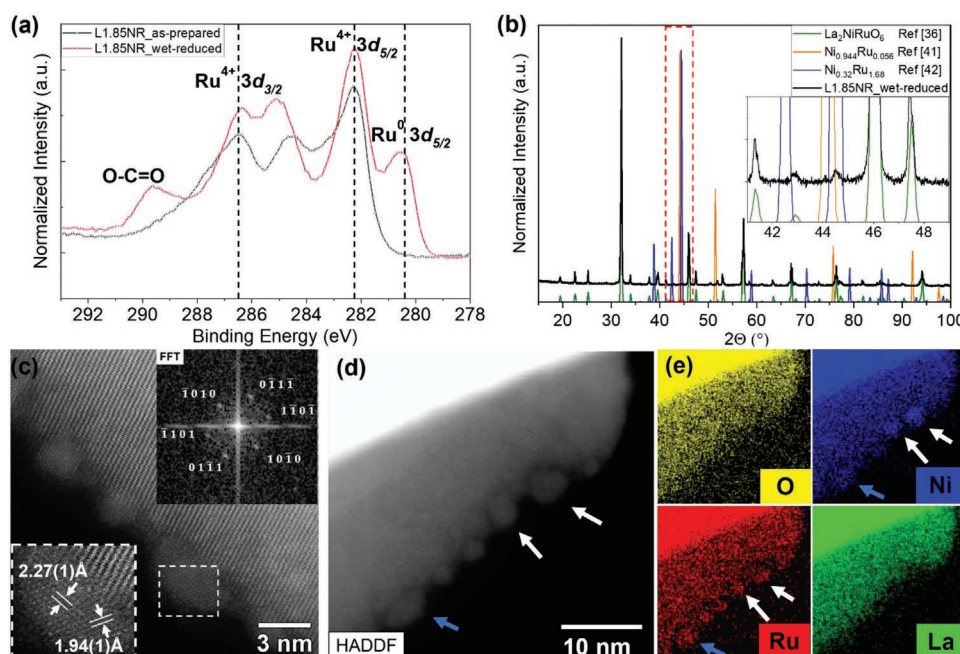 (a)
L1.85NR_as-prepared
L1.85NR_wet-reduced
Ru⁴⁺ 3d₅/₂
Ru⁴⁺ 3d₃/₂
Ru⁰ 3d₅/₂
O-C=O
Normalized Intensity (a.u.)
292 290 288 286 284 282 280 278
Binding Energy (eV)
(b)
La₂NiRuO₆ Ref [36]
Ni₀.₉₄₄Ru₀.₀₅₆ Ref [41]
Ni₀.₃₂Ru₁.₆₈ Ref [42]
L1.85NR_wet-reduced
42 44 46 48
Normalized Intensity (a.u.)
20 30 40 50 60 70 80 90 100
2Θ (°)
(c)
FFT
1̅010
011̅1̅
11̅01̅
1̅101
01̅11
101̅0
2.27(1)Å
1.94(1)Å
3 nm
(d)
HADDF
10 nm
(e)
O
Ni
Ru
La